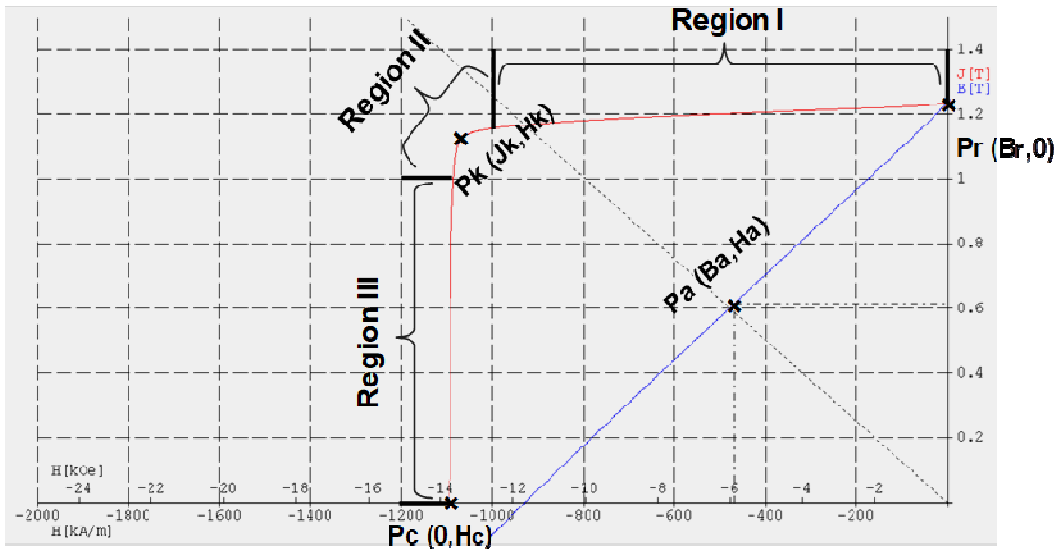 Region I
Region II
1.4
J[T]
B[T]
1.2
Pk (Jk,Hk)
Pr (Br,0)
1
Pa (Ba,Ha)
0.8
Region III
0.6
0.4
0.2
H[kOe]
-24 -22 -20 -18 -16 -14 -12 -10 -8 -6 -4 -2
-2000 -1800 -1600 -1400 -1200 -1000 -800 -600 -400 -200
H[kA/m]
Pc (0,Hc)